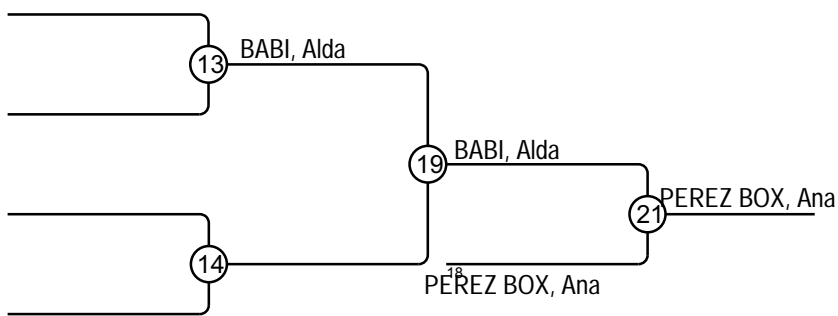 BABI, Alda
13
BABI, Alda
19
PEREZ BOX, Ana
21
14
18
PEREZ BOX, Ana